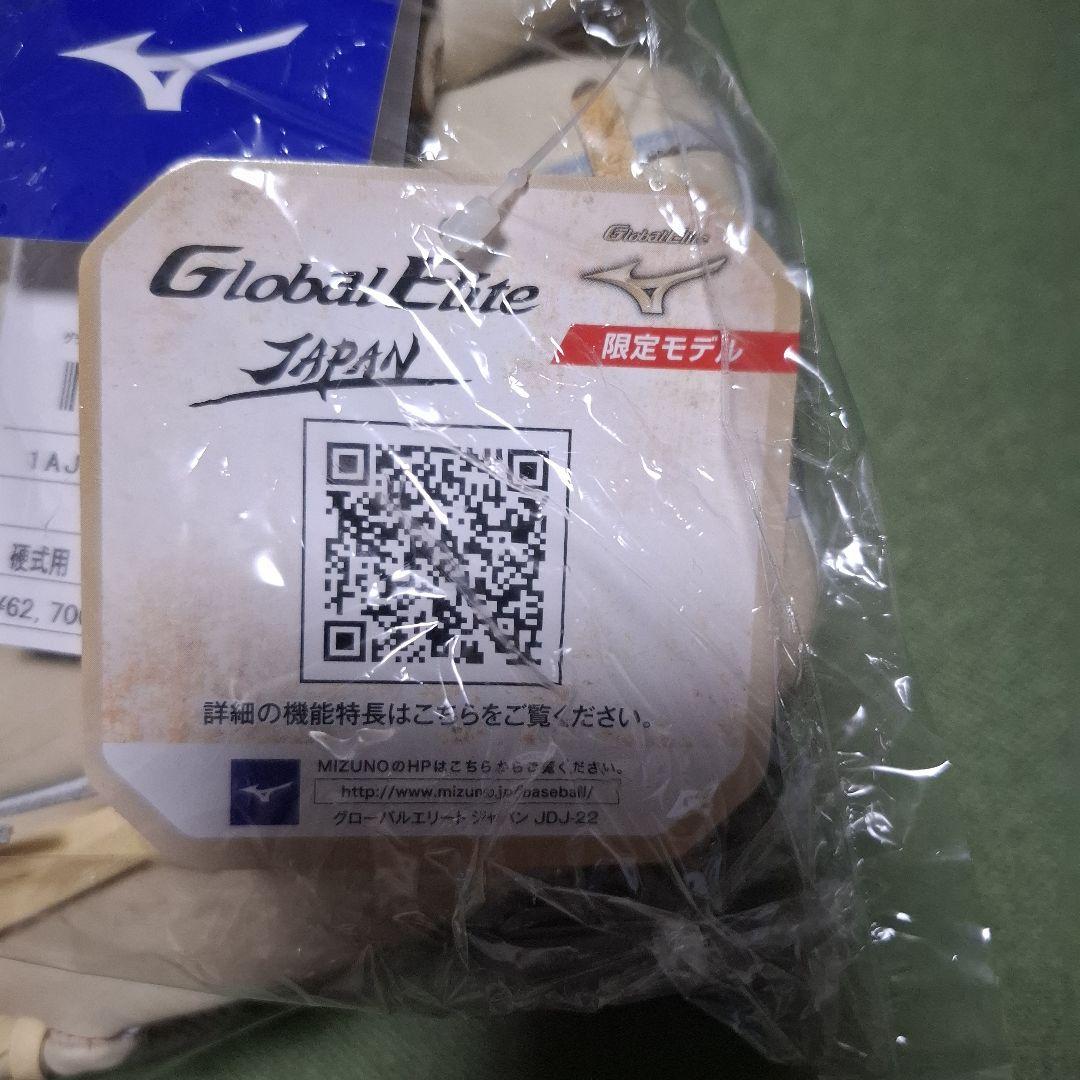 Global Elite
JAPAN
Global Elite
限定モデル
1AJ
硬式用
¥62,700
詳細の機能特長はこちらをご覧ください。
MIZUNOのHPはこちらからご覧ください。
http://www.mizuno.jp/baseball/
グローバルエリート ジャパン JDJ-22